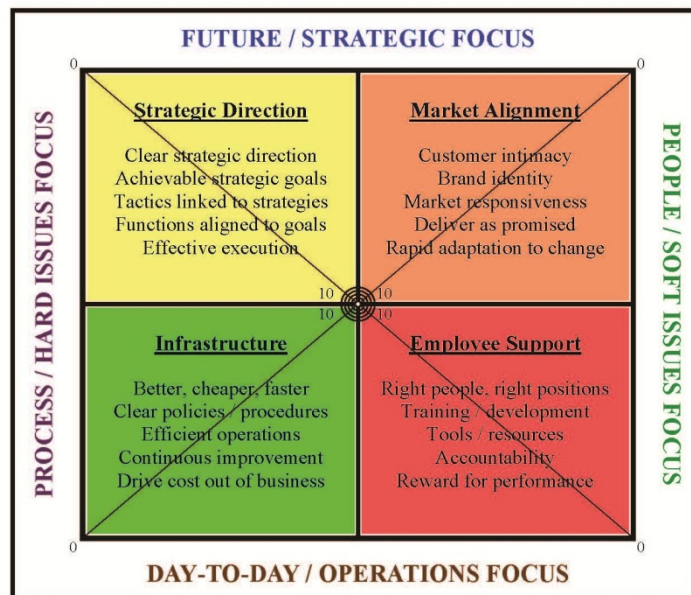 FUTURE / STRATEGIC FOCUS
0
0
PROCESS / HARD ISSUES FOCUS
Strategic Direction
Clear strategic direction
Achievable strategic goals
Tactics linked to strategies
Functions aligned to goals
Effective execution
Market Alignment
Customer intimacy
Brand identity
Market responsiveness
Deliver as promised
Rapid adaptation to change
PEOPLE / SOFT ISSUES FOCUS
10
10
10
10
Infrastructure
Better, cheaper, faster
Clear policies / procedures
Efficient operations
Continuous improvement
Drive cost out of business
Employee Support
Right people, right positions
Training / development
Tools / resources
Accountability
Reward for performance
0
0
DAY-TO-DAY / OPERATIONS FOCUS